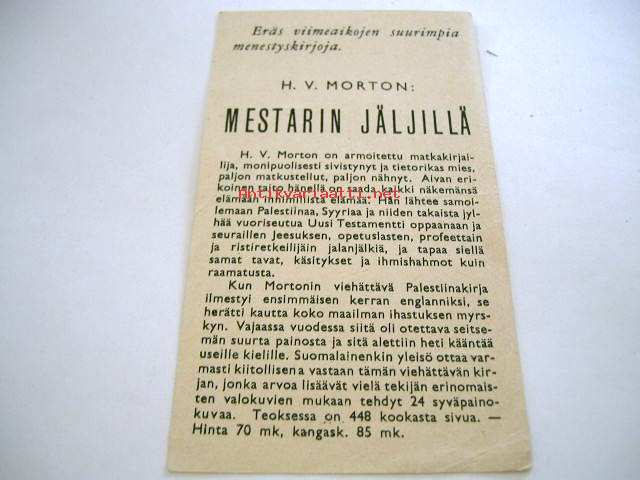 Eräs viimeaikojen suurimpia
menestyskirjoja.
H. V. MORTON:
MESTARIN JÄLJILLÄ
H. V. Morton on armoitettu matkakirjai-
lija, monipuolisesti sivistynyt ja tietorikas mies,
paljon matkustellut, paljon nähnyt. Aivan eri-
koinen taito hänellä on saada kaikki näkemänsä
Antikvariaatti.net
elämään inhimillistä elämää. Hän lähtee samoi-
lemaan Palestiinaa, Syyriaa ja niiden takaista jyl-
hää vuoriseutua Uusi Testamentti oppaanaan ja
seuraillen Jeesuksen, opetuslasten, profeettain
ja ristiretkeilijäin jalanjälkiä, ja tapaa siellä
samat tavat, käsitykset ja ihmishahmot kuin
raamatusta.
Kun Mortonin viehättävä Palestiinakirja
ilmestyi ensimmäisen kerran englanniksi, se
herätti kautta koko maailman ihastuksen myrs-
kyn. Vajaassa vuodessa siitä oli otettava seitse-
män suurta painosta ja sitä alettiin heti kääntää
useille kielille. Suomalainenkin yleisö ottaa var-
masti kiitollisena vastaan tämän viehättävän kir-
jan, jonka arvoa lisäävät vielä tekijän erinomais-
ten valokuvien mukaan tehdyt 24 syväpaino-
kuvaa. Teoksessa on 448 kookasta sivua. —
Hinta 70 mk, kangask. 85 mk.